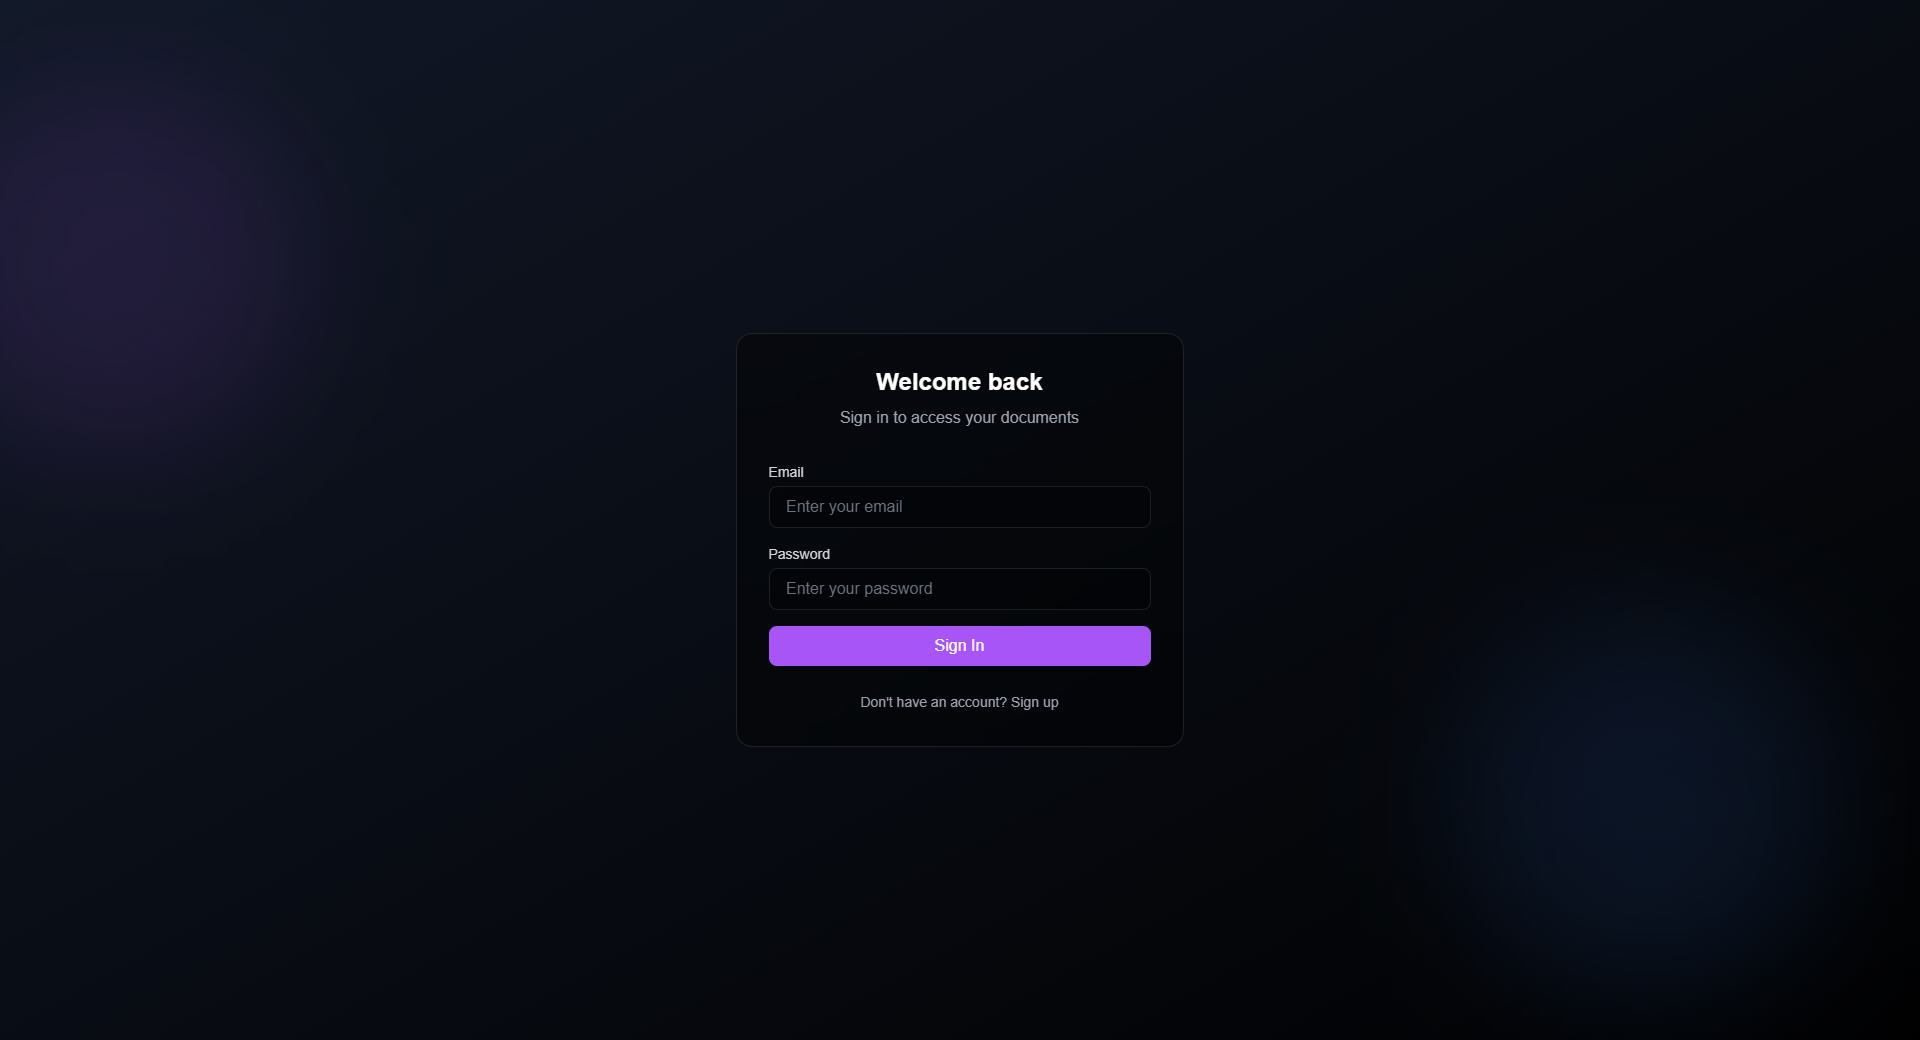 Welcome back
Sign in to access your documents
Email
Enter your email
Password
Enter your password
Sign In
Don't have an account? Sign up